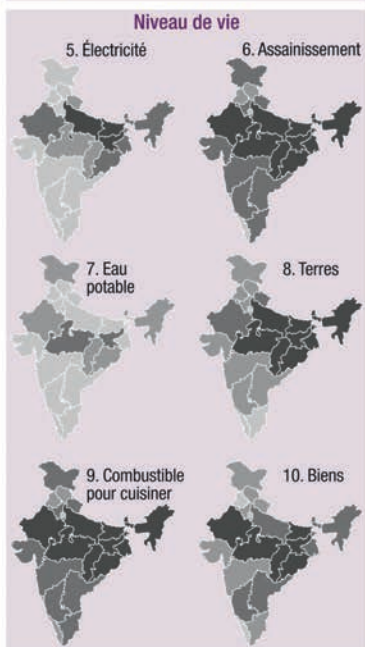 Niveau de vie
5. Électricité
6. Assainissement
7. Eau
potable
8. Terres
9. Combustible
pour cuisiner
10. Biens